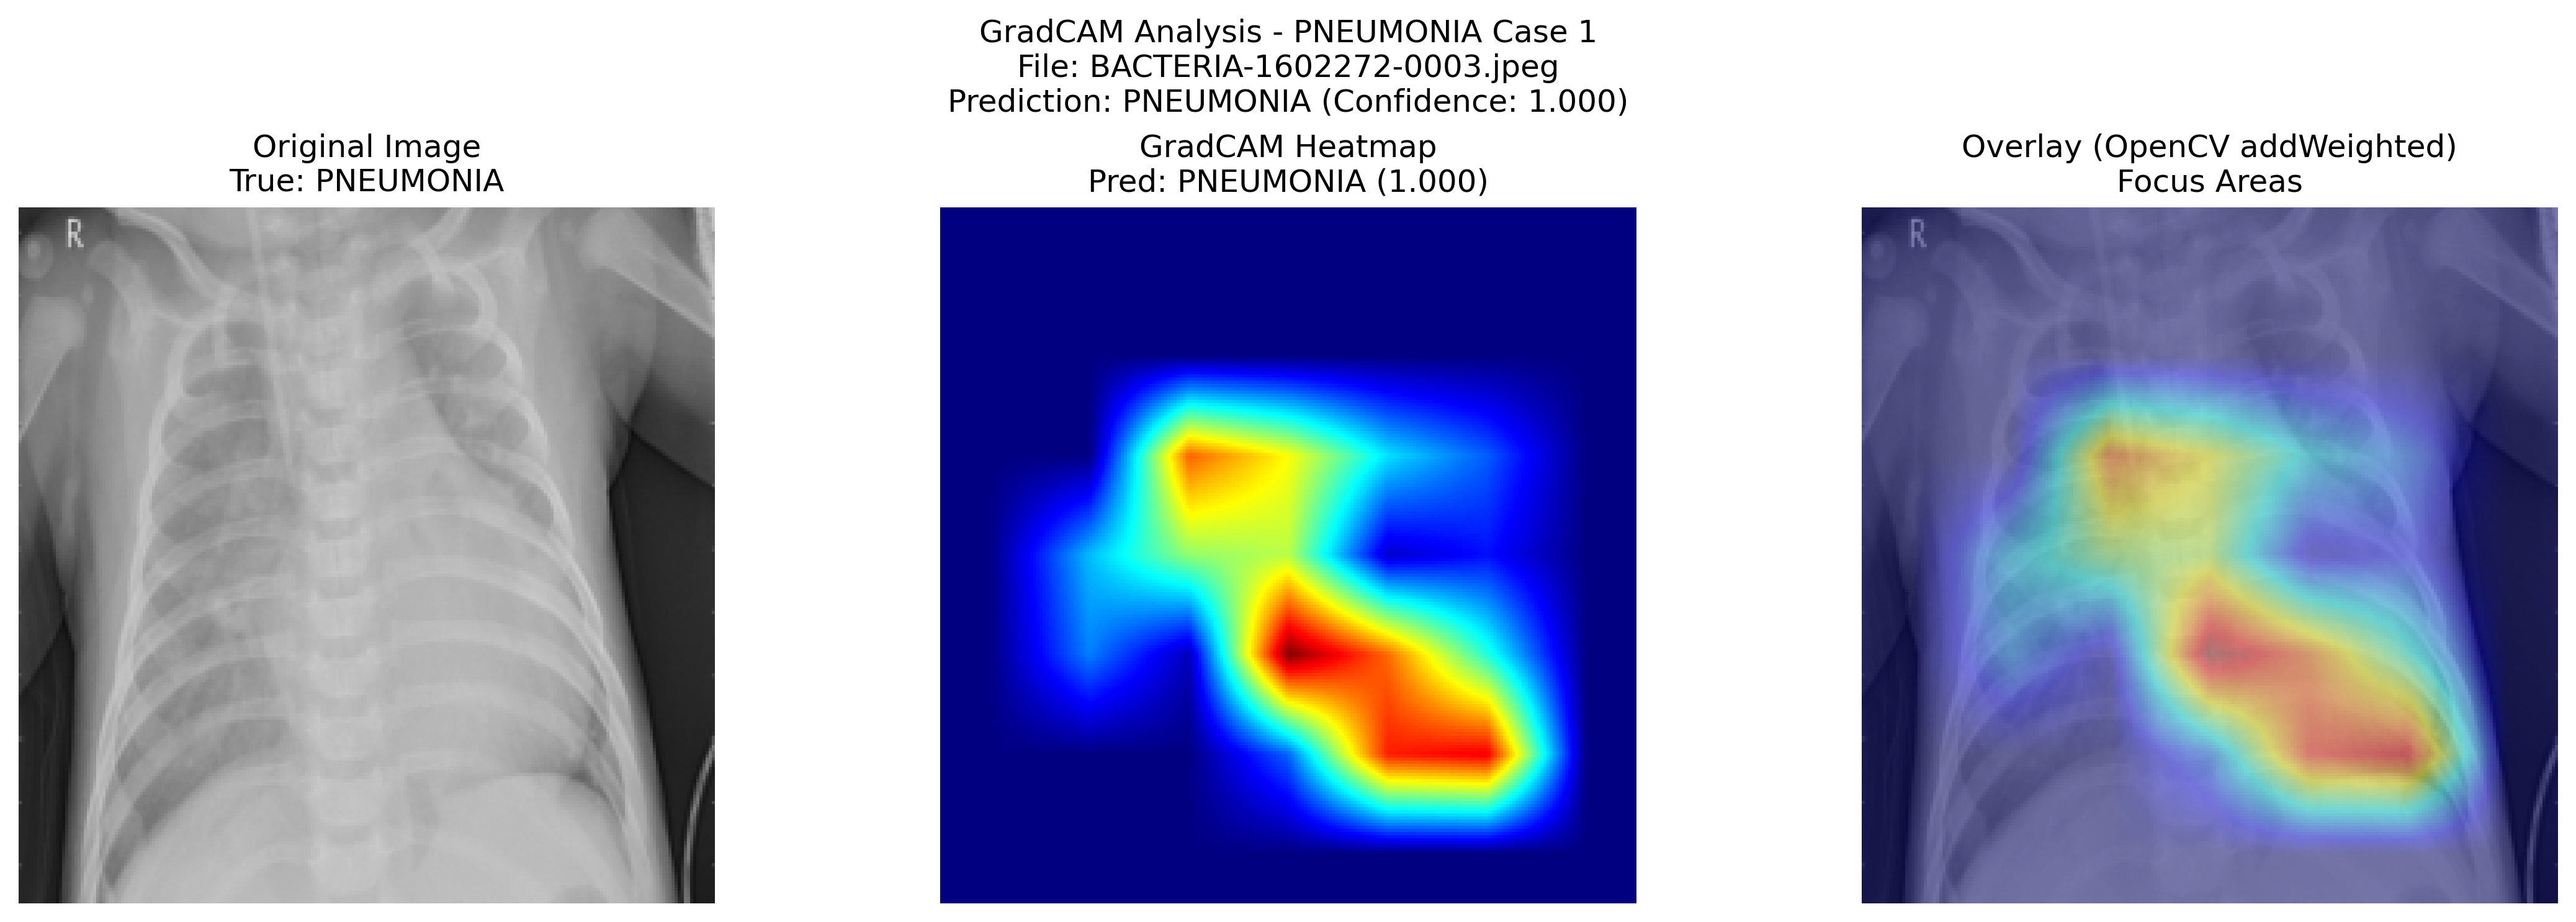 GradCAM Analysis - PNEUMONIA Case 1
File: BACTERIA-1602272-0003.jpeg
Prediction: PNEUMONIA (Confidence: 1.000)
Original Image
True: PNEUMONIA
GradCAM Heatmap
Pred: PNEUMONIA (1.000)
Overlay (OpenCV addWeighted)
Focus Areas
R
R